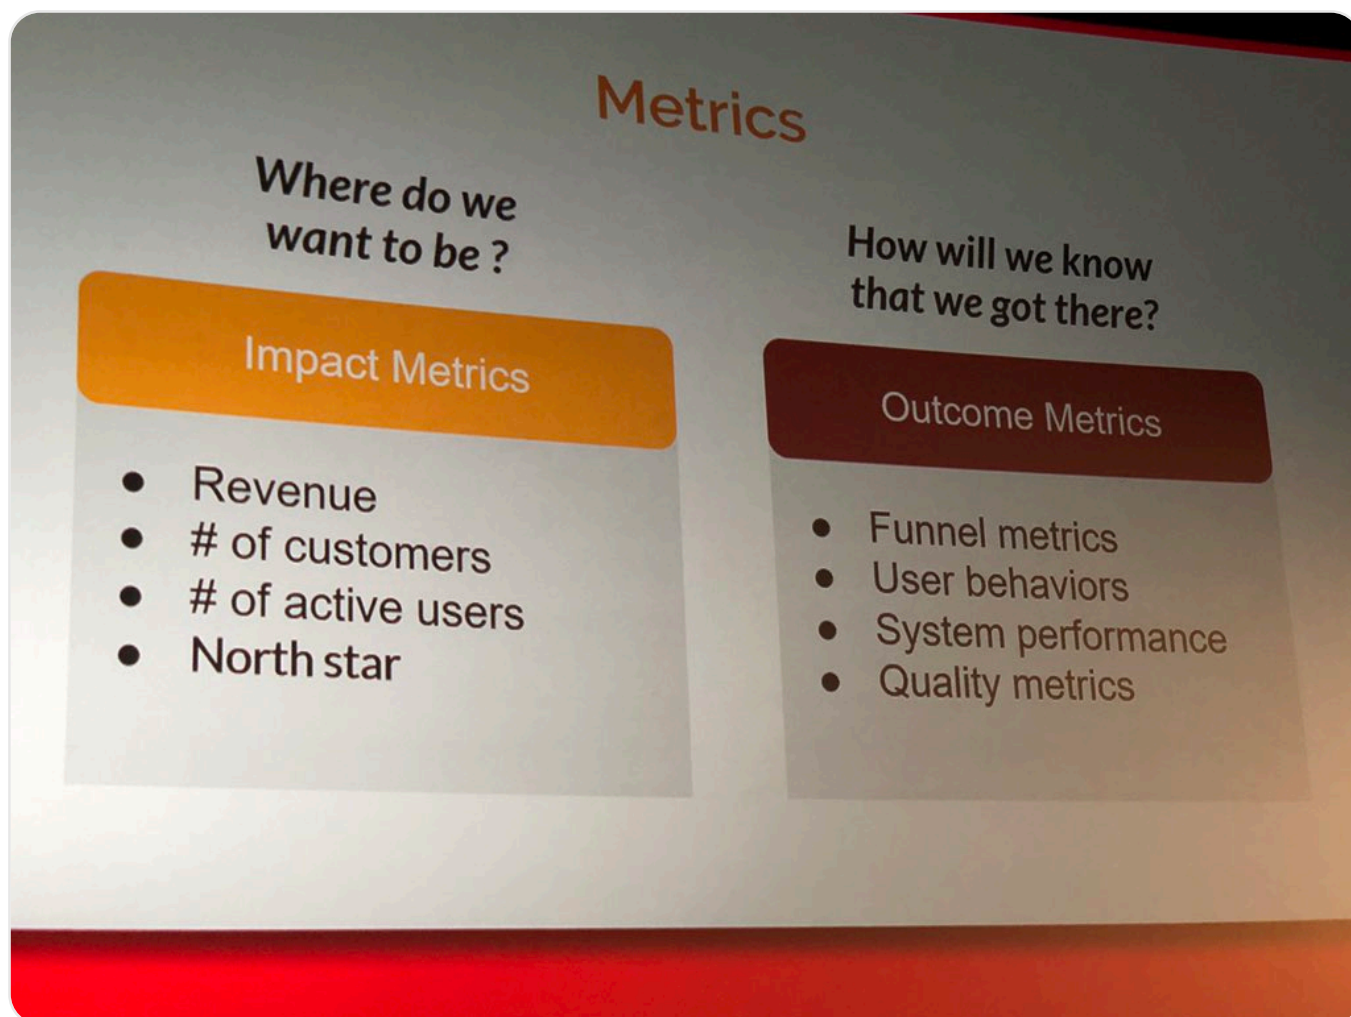 Metrics
Where do we
want to be ?
Impact Metrics
● Revenue
● # of customers
● # of active users
● North star
How will we know
that we got there?
Outcome Metrics
● Funnel metrics
● User behaviors
● System performance
● Quality metrics